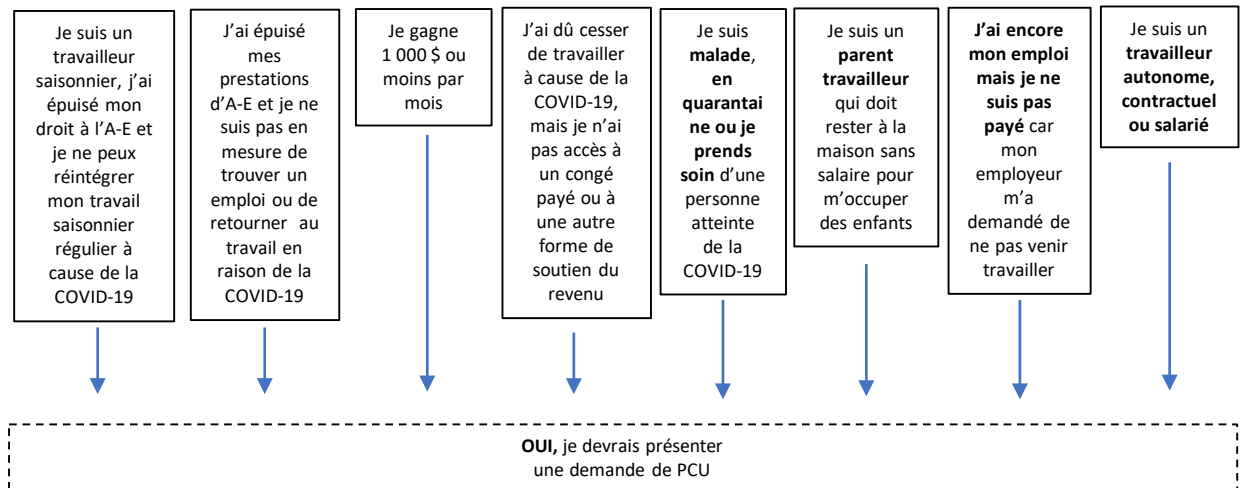 Je suis un
travailleur
saisonnier, j'ai
épuisé mon
droit à l'A-E et
je ne peux
réintégrer
mon travail
saisonnier
régulier à
cause de la
COVID-19
J'ai épuisé
mes
prestations
d'A-E et je ne
suis pas en
mesure de
trouver un
emploi ou de
retourner au
travail en
raison de la
COVID-19
Je gagne
1 000 $ ou
moins par
mois
J'ai dû cesser
de travailler
à cause de la
COVID-19,
mais je n'ai
pas accès à
un congé
payé ou à
une autre
forme de
soutien du
revenu
Je suis
malade, en
quarantai
ne ou je
prends
soin d'une
personne
atteinte
de la
COVID-19
Je suis un
parent
travailleur
qui doit
rester à la
maison sans
salaire pour
m'occuper
des enfants
J'ai encore
mon emploi
mais je ne
suis pas
payé car
mon
employeur
m'a
demandé de
ne pas venir
travailler
Je suis un
travailleur
autonome,
contractuel
ou salarié
OUI, je devrais présenter
une demande de PCU